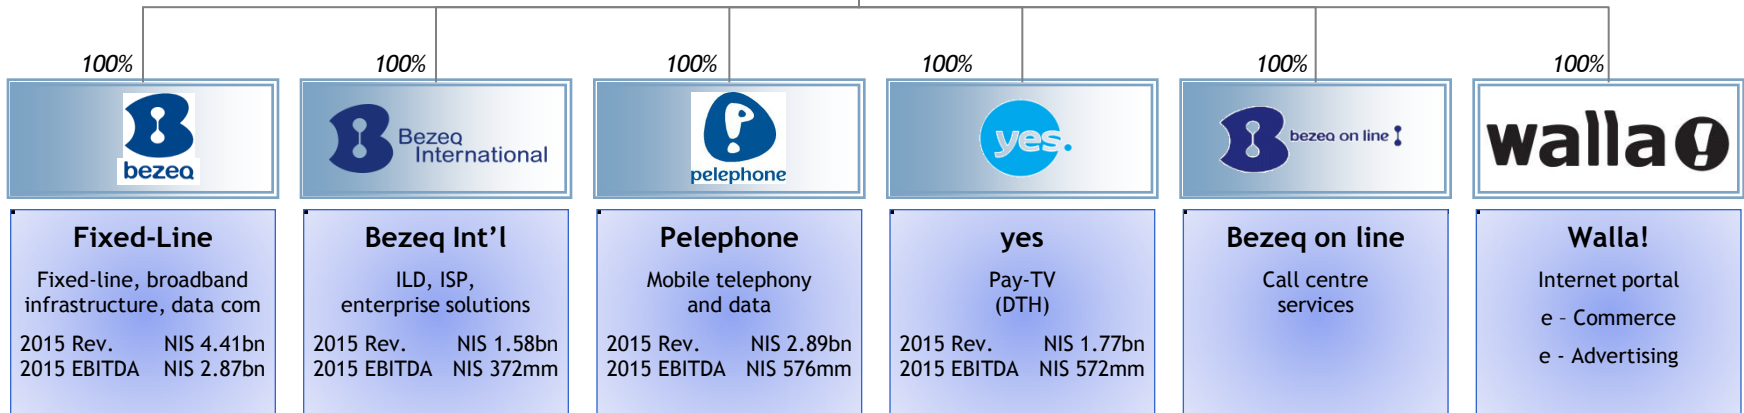 100% 100% 100% 100% 100% 100%
bezeq
Bezeq
International
pelephone
yes.
bezeq on line
walla!
Fixed-Line
Fixed-line, broadband
infrastructure, data com
2015 Rev. NIS 4.41bn
2015 EBITDA NIS 2.87bn
Bezeq Int’l
ILD, ISP,
enterprise solutions
2015 Rev. NIS 1.58bn
2015 EBITDA NIS 372mm
Pelephone
Mobile telephony
and data
2015 Rev. NIS 2.89bn
2015 EBITDA NIS 576mm
yes
Pay-TV
(DTH)
2015 Rev. NIS 1.77bn
2015 EBITDA NIS 572mm
Bezeq on line
Call centre
services
Walla!
Internet portal
e - Commerce
e - Advertising